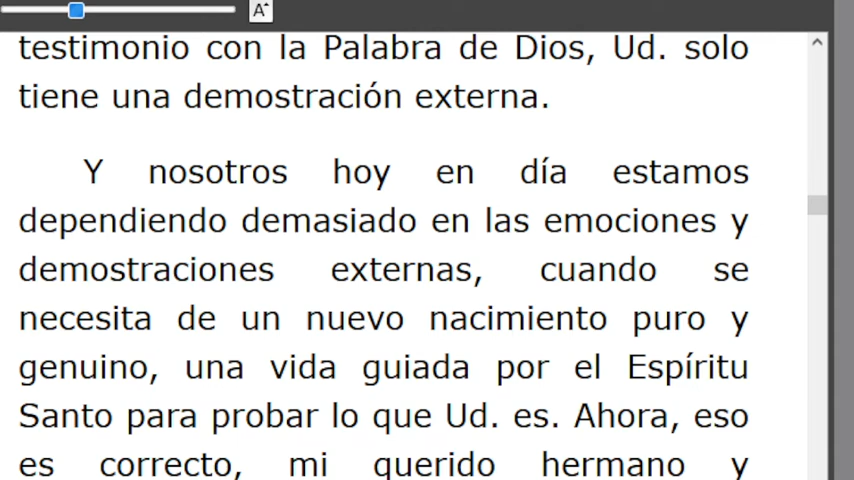 A
testimonio con la Palabra de Dios, Ud. solo
tiene una demostración externa.
Y nosotros hoy en día estamos
dependiendo demasiado en las emociones y
demostraciones externas, cuando se
necesita de un nuevo nacimiento puro y
genuino, una vida guiada por el Espíritu
Santo para probar lo que Ud. es. Ahora, eso
es correcto, mi querido hermano y